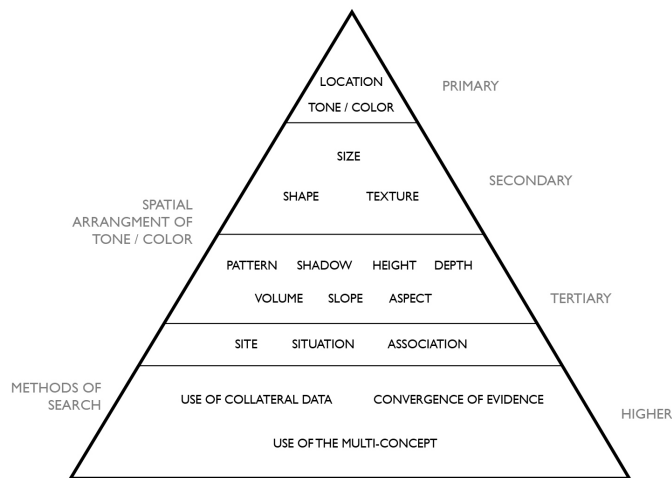 LOCATION
PRIMARY
TONE / COLOR
SIZE
SECONDARY
SHAPE TEXTURE
SPATIAL
ARRANGMENT OF
TONE / COLOR
PATTERN SHADOW HEIGHT DEPTH
VOLUME SLOPE ASPECT
TERTIARY
SITE SITUATION ASSOCIATION
METHODS OF
SEARCH
USE OF COLLATERAL DATA CONVERGENCE OF EVIDENCE
HIGHER
USE OF THE MULTI-CONCEPT